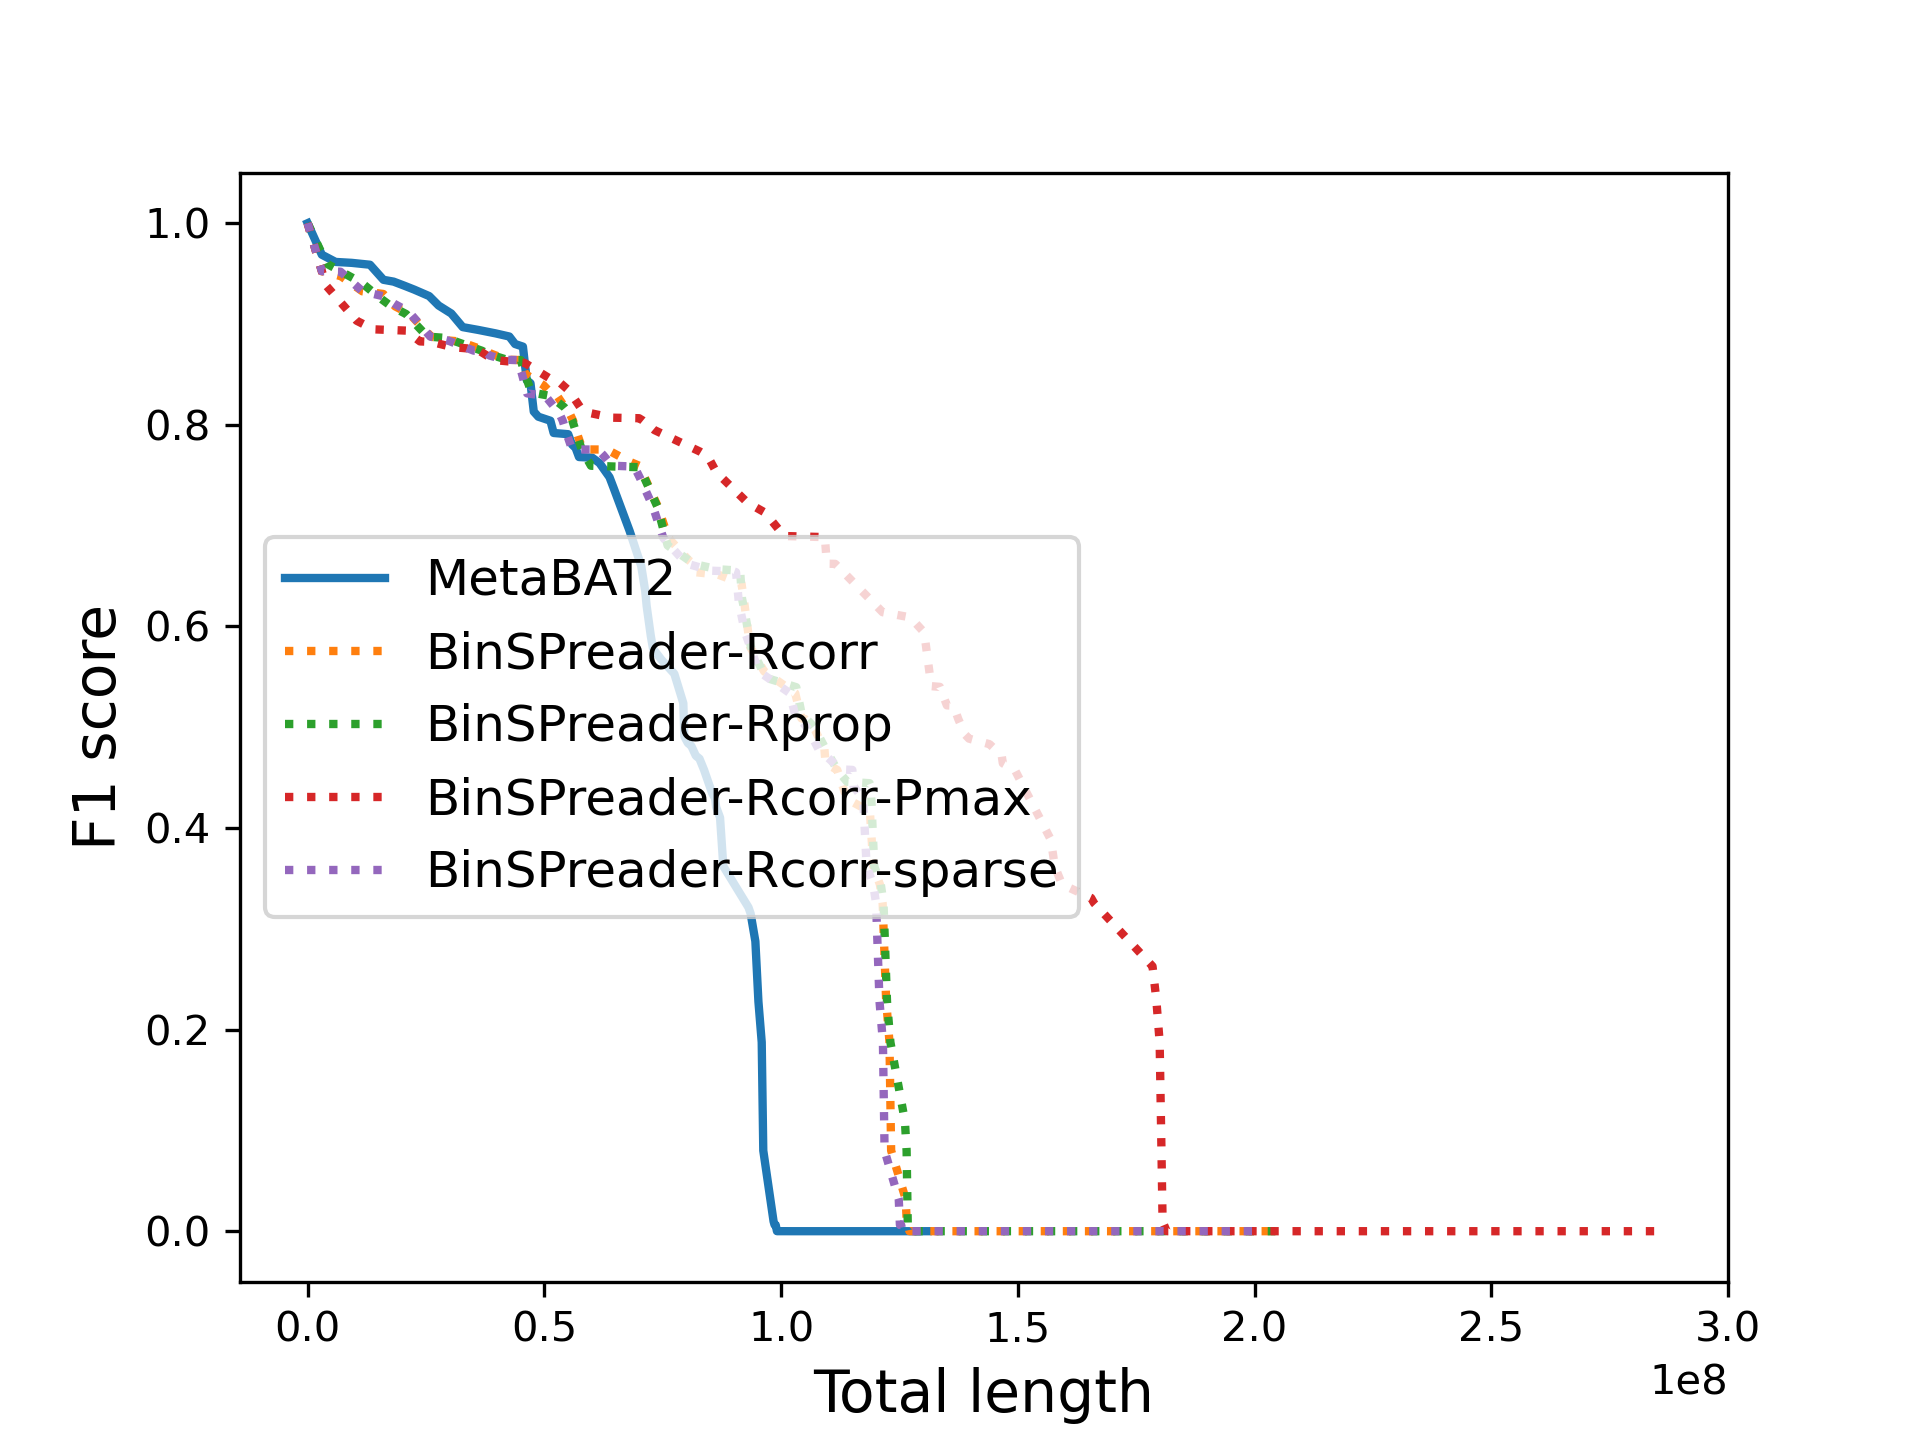 1.0
0.8
0.6
0.4
0.2
0.0
F1 score
MetaBAT2
BinSPreader-Rcorr
BinSPreader-Rprop
BinSPreader-Rcorr-Pmax
BinSPreader-Rcorr-sparse
0.0 0.5 1.0 1.5 2.0 2.5 3.0
1e8
Total length